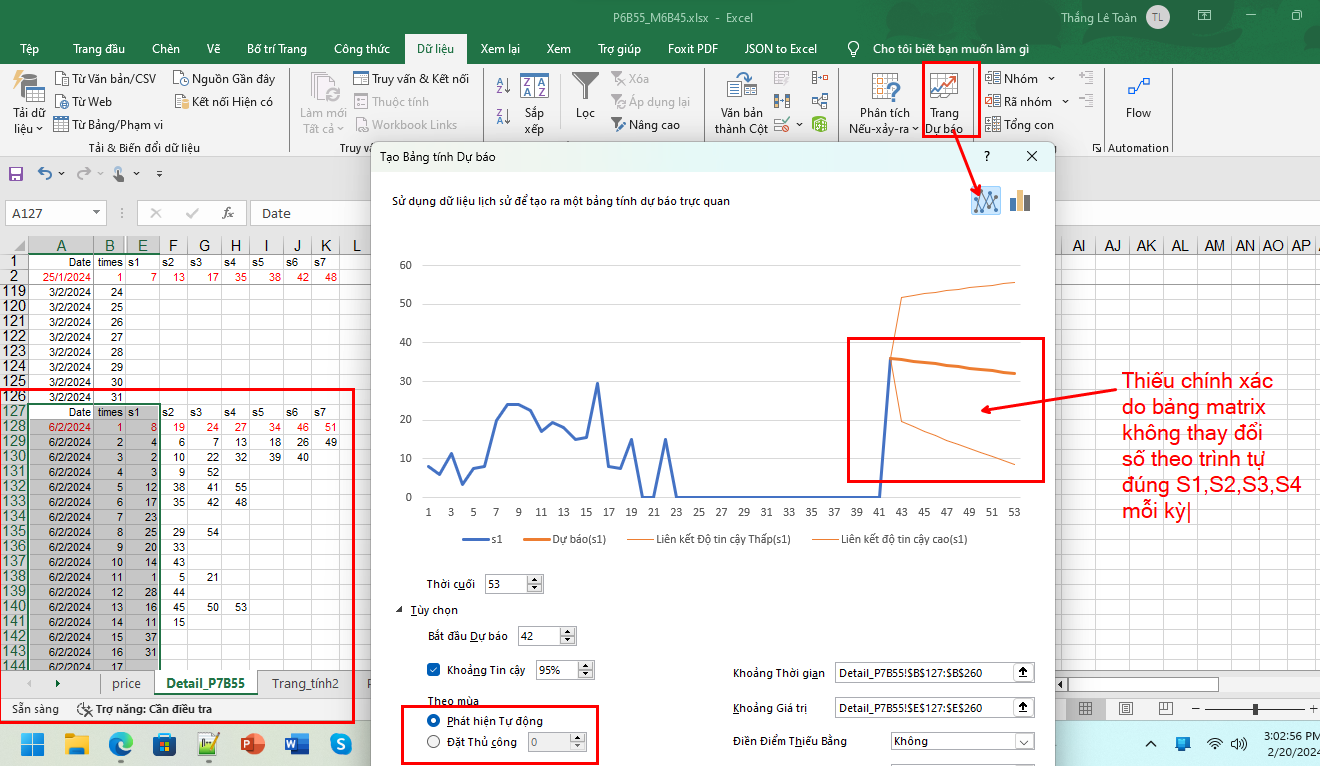 P6B55_M6B45.xlsx - Excel
Thắng Lê Toàn TL
Tệp Trang đầu Chèn Vẽ Bố trí Trang Công thức Dữ liệu Xem lại Xem Trợ giúp Foxit PDF JSON to Excel Cho tôi biết bạn muốn làm gì
Tải dữ liệu
Từ Văn bản/CSV
Từ Web
Từ Bảng/Phạm vi
Nguồn Gần đây
Kết nối Hiện có
Tải & Biến đổi dữ liệu
Làm mới Tất cả
Truy vấn & Kết nối
Thuộc tính
Workbook Links
Truy v
Sắp xếp
Lọc
Xóa
Áp dụng lại
Nâng cao
Văn bản thành Cột
Phân tích Nếu-xảy-ra
Trang Dự báo
Nhóm
Rã nhóm
Tổng con
Flow
Automation
A127
fx Date
A B E F G H I J K L
AI AJ AK AL AM AN AO AP
1 Date times s1 s2 s3 s4 s5 s6 s7
2 25/1/2024 1 7 13 17 35 38 42 48
119 3/2/2024 24
120 3/2/2024 25
121 3/2/2024 26
122 3/2/2024 27
123 3/2/2024 28
124 3/2/2024 29
125 3/2/2024 30
126 3/2/2024 31
127 Date times s1 s2 s3 s4 s5 s6 s7
128 6/2/2024 1 8 19 24 27 34 46 51
129 6/2/2024 2 4 6 7 13 18 26 49
130 6/2/2024 3 2 10 22 32 39 40
131 6/2/2024 4 3 9 52
132 6/2/2024 5 12 38 41 55
133 6/2/2024 6 17 35 42 48
134 6/2/2024 7 23
135 6/2/2024 8 25 29 54
136 6/2/2024 9 20 33
137 6/2/2024 10 14 43
138 6/2/2024 11 1 5 21
139 6/2/2024 12 28 44
140 6/2/2024 13 16 45 50 53
141 6/2/2024 14 11 15
142 6/2/2024 15 37
143 6/2/2024 16 31
144 6/2/2024 17
price Detail_P7B55 Trang_tính2
Sẵn sàng Trợ năng: Cần điều tra
Tạo Bảng tính Dự báo ?
Sử dụng dữ liệu lịch sử để tạo ra một bảng tính dự báo trực quan
60
50
40
30
20
10
0
1 3 5 7 9 11 13 15 17 19 21 23 25 27 29 31 33 35 37 39 41 43 45 47 49 51 53
s1 Dự báo(s1) Liên kết Độ tin cậy Thấp(s1) Liên kết độ tin cậy cao(s1)
Thời cuối 53
Tùy chọn
Bắt đầu Dự báo 42
Khoảng Tin cậy 95%
Theo mùa
Phát hiện Tự động
Đặt Thủ công 0
Khoảng Thời gian Detail_P7B55!$B$127:$B$260
Khoảng Giá trị Detail_P7B55!$E$127:$E$260
Điền Điểm Thiếu Bằng Không
Thiếu chính xác
do bảng matrix
không thay đổi
số theo trình tự
đúng S1,S2,S3,S4
mỗi kỳ
3:02:56 PM
2/20/2024